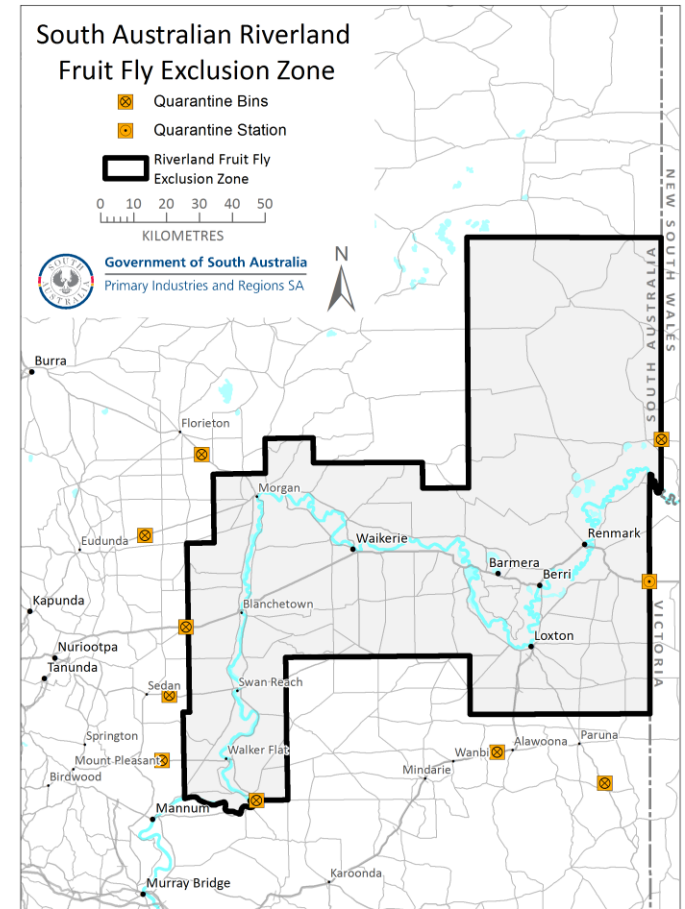 South Australian Riverland
Fruit Fly Exclusion Zone
Quarantine Bins
Quarantine Station
Riverland Fruit Fly
Exclusion Zone
0 10 20 30 40 50
KILOMETRES
N
SOUTH AUSTRALIA
Government of South Australia
Primary Industries and Regions SA
NEW SOUTH WALES
SOUTH AUSTRALIA
Burra
Florieton
Morgan
Eudunda
Waikerie
Renmark
Barmera
Berri
Kapunda
Blanchetown
VICTORIA
Nuriootpa
Loxton
Tanunda
Sedan
Swan Reach
Springton
Walker Flat
Wanbi
Alawoona
Paruna
Mount Pleasant
Mindarie
Birdwood
Mannum
Karoonda
Murray Bridge